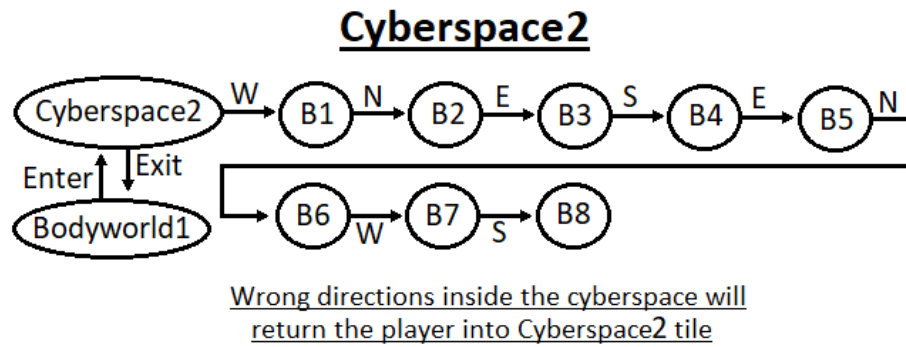 Cyberspace2
Cyberspace2 W B1 N B2 E B3 S B4 E B5 N
Enter Exit
Bodyworld1 B6 W B7 S B8
Wrong directions inside the cyberspace will
return the player into Cyberspace2 tile